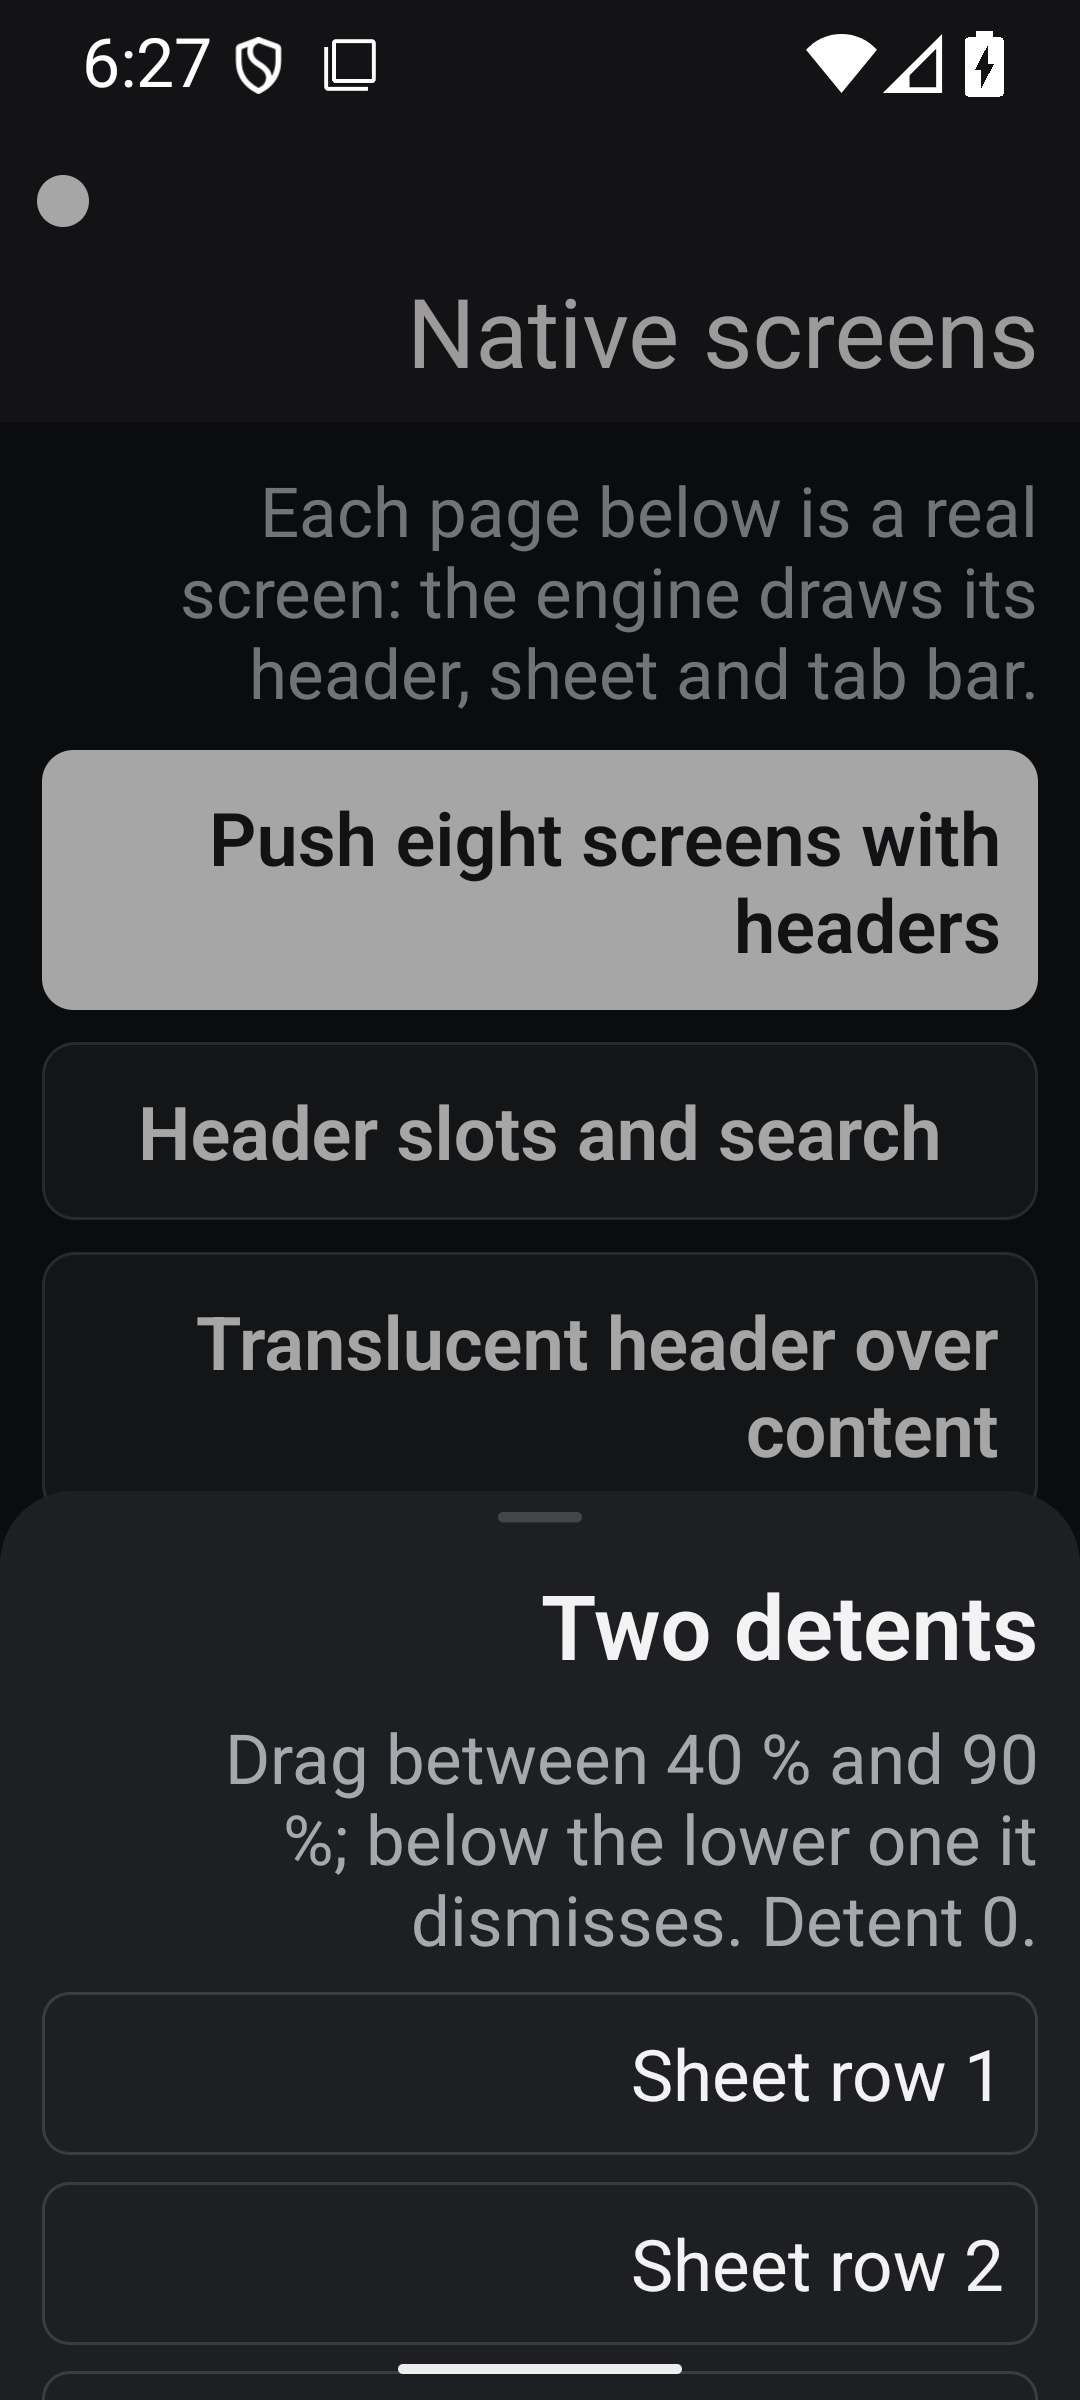 6:27
Native screens
Each page below is a real
screen: the engine draws its
header, sheet and tab bar.
Push eight screens with
headers
Header slots and search
Translucent header over
content
Two detents
Drag between 40 % and 90
%; below the lower one it
dismisses. Detent 0.
Sheet row 1
Sheet row 2